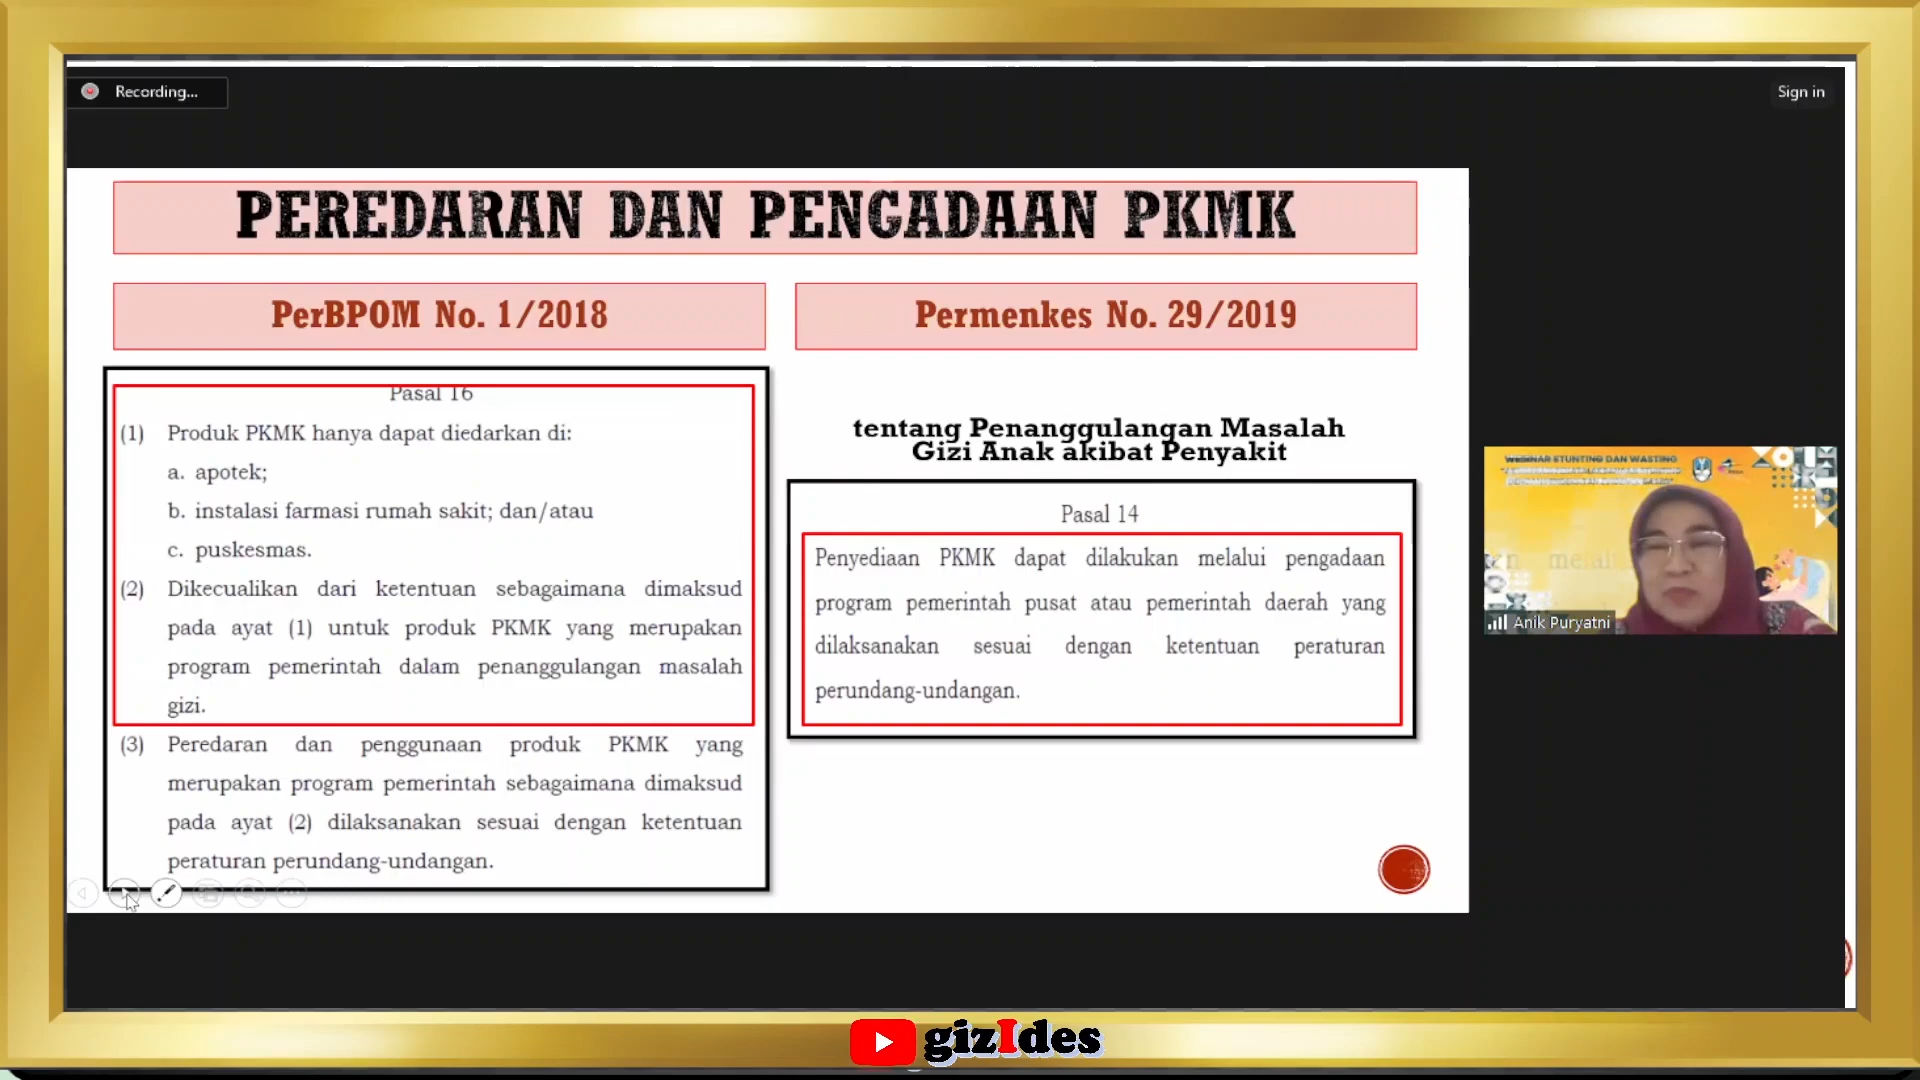 Recording...
Sign in
PEREDARAN DAN PENGADAAN PKMK
PerBPOM No. 1/2018
Permenkes No. 29/2019
Pasal 16
(1) Produk PKMK hanya dapat diedarkan di:
a. apotek;
b. instalasi farmasi rumah sakit; dan/atau
c. puskesmas.
(2) Dikecualikan dari ketentuan sebagaimana dimaksud
pada ayat (1) untuk produk PKMK yang merupakan
program pemerintah dalam penanggulangan masalah
gizi.
(3) Peredaran dan penggunaan produk PKMK yang
merupakan program pemerintah sebagaimana dimaksud
pada ayat (2) dilaksanakan sesuai dengan ketentuan
peraturan perundang-undangan.
tentang Penanggulangan Masalah
Gizi Anak akibat Penyakit
Pasal 14
Penyediaan PKMK dapat dilakukan melalui pengadaan
program pemerintah pusat atau pemerintah daerah yang
dilaksanakan sesuai dengan ketentuan peraturan
perundang-undangan.
WEBINAR STUNTING DAN WASTING
Anik Puryatni
gizIdes